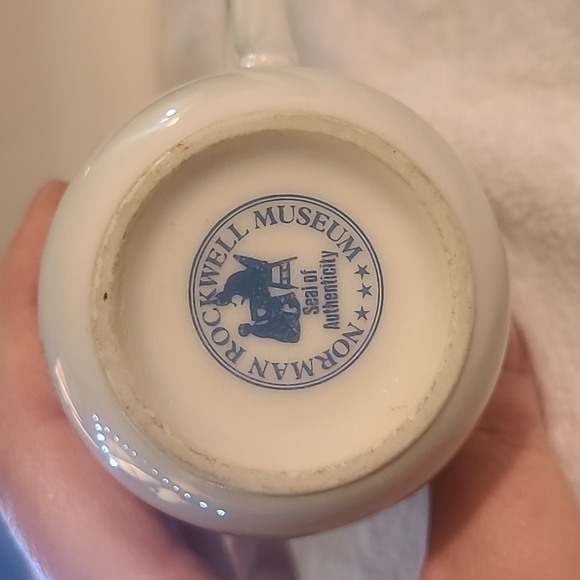 NORMAN ROCKWELL MUSEUM
Seal of
Authenticity